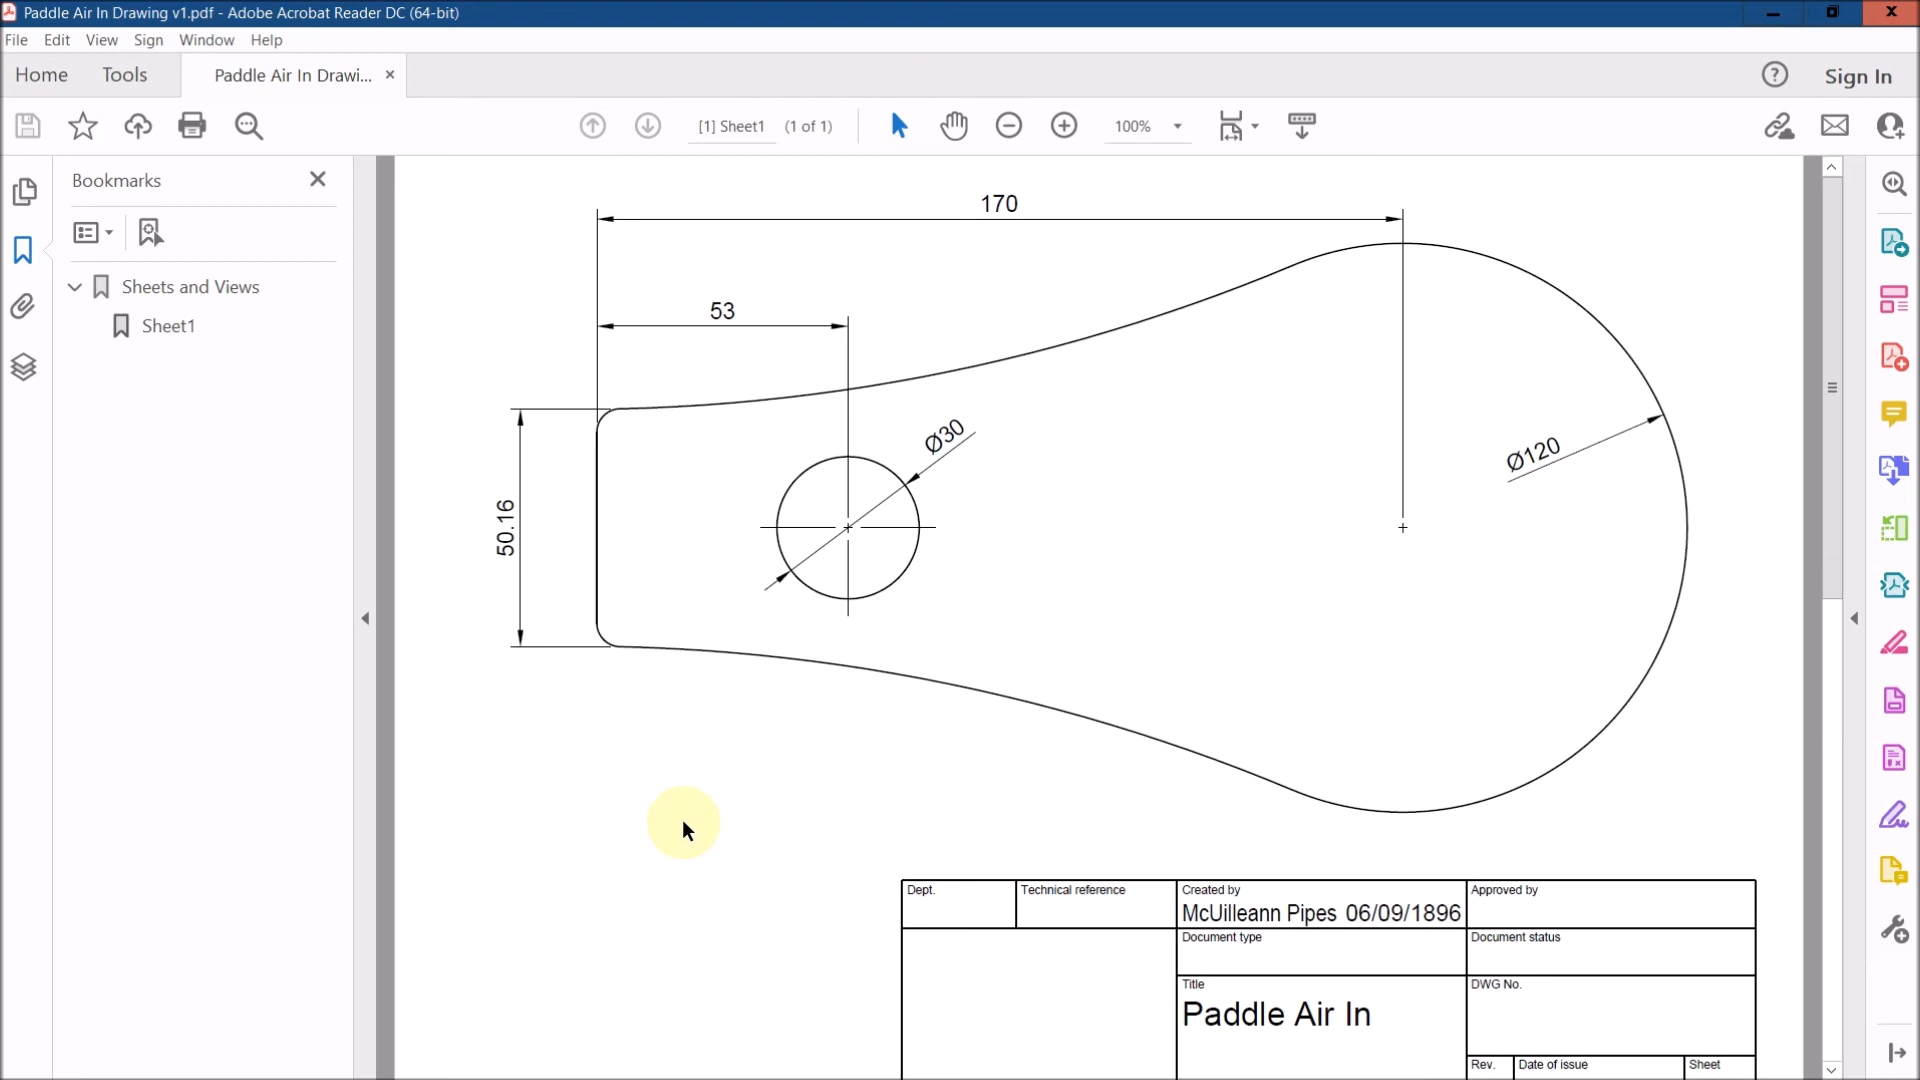 Paddle Air In Drawing v1.pdf - Adobe Acrobat Reader DC (64-bit)
File Edit View Sign Window Help
Home Tools Paddle Air In Drawi... × ? Sign In
[1] Sheet1 (1 of 1) 100%
Bookmarks
Sheets and Views
Sheet1
170
53
Ø30
Ø120
50.16
Dept. Technical reference Created by Approved by
McUilleann Pipes 06/09/1896
Document type Document status
Title DWG No.
Paddle Air In
Rev. Date of issue Sheet